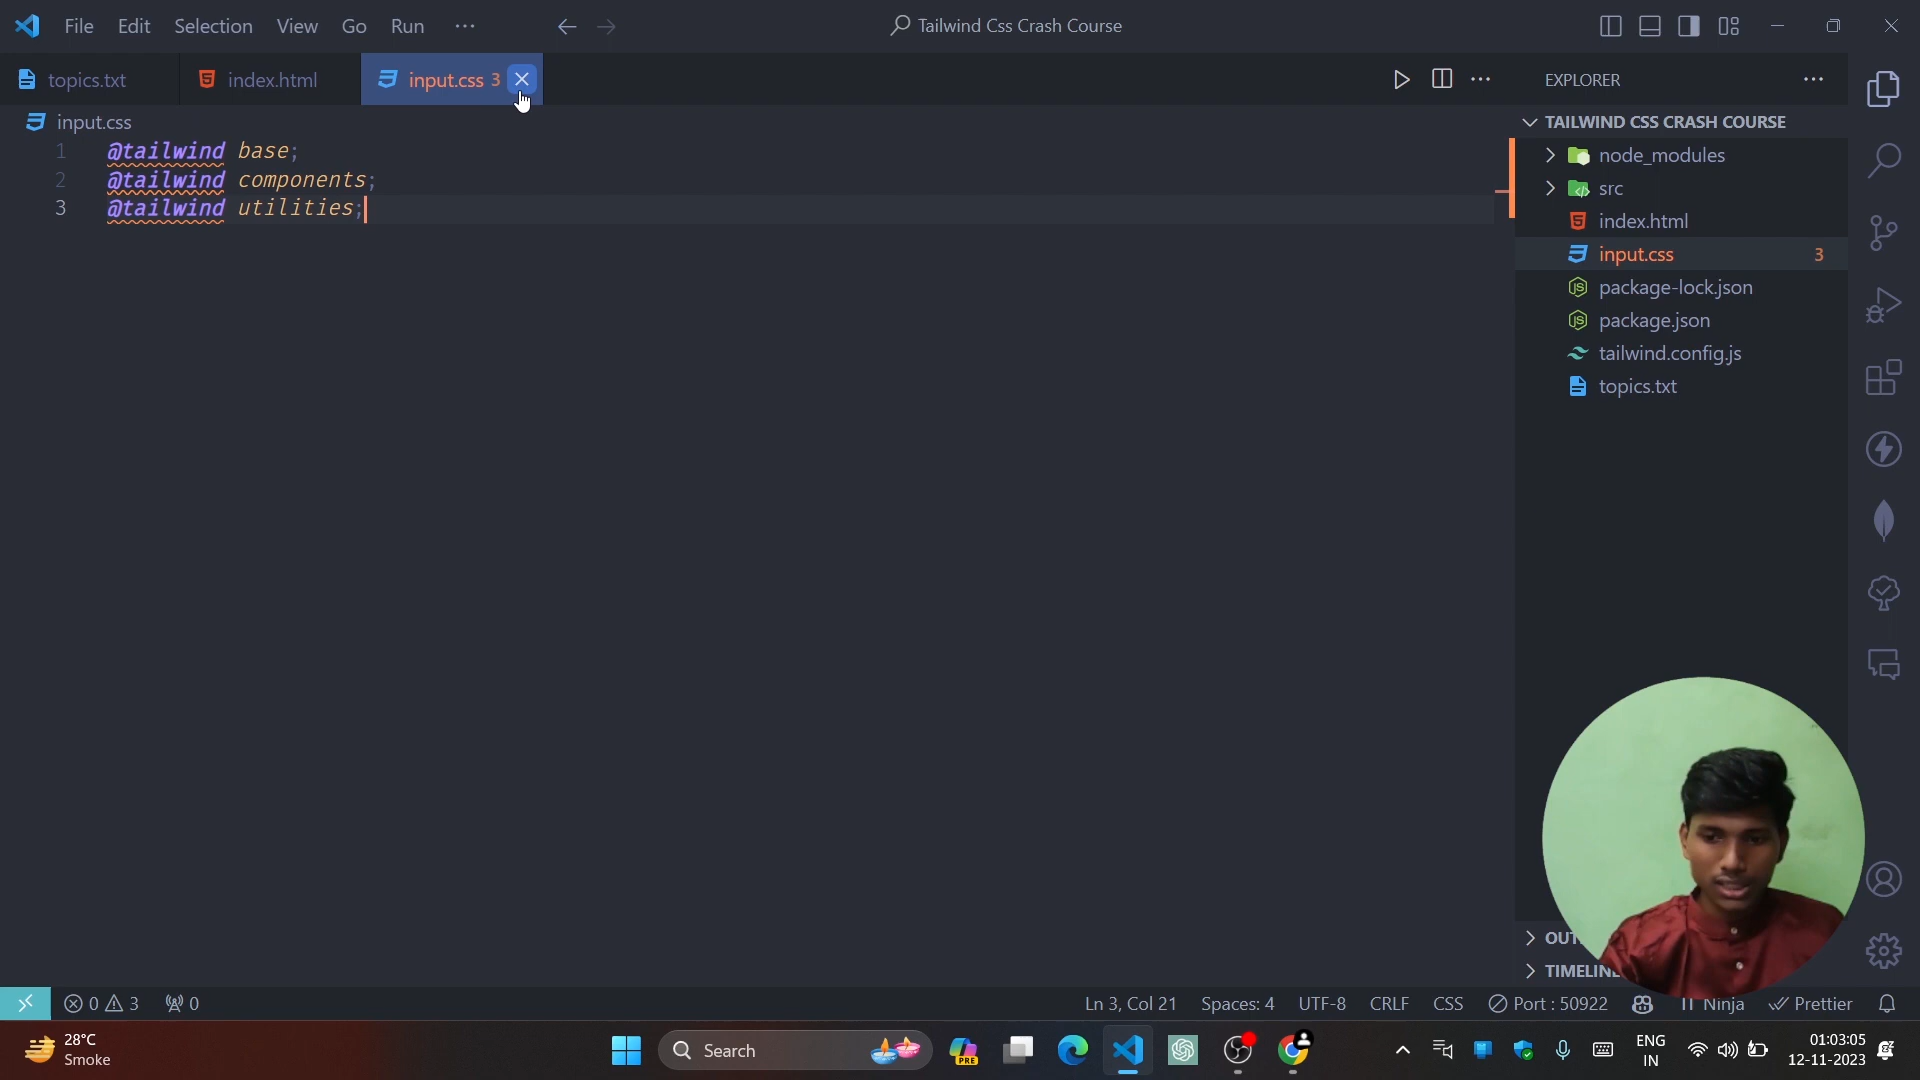 File Edit Selection View Go Run ···
Tailwind Css Crash Course
topics.txt index.html input.css 3
EXPLORER
input.css
1 @tailwind base;
2 @tailwind components;
3 @tailwind utilities;
TAILWIND CSS CRASH COURSE
node_modules
src
index.html
input.css 3
package-lock.json
package.json
tailwind.config.js
topics.txt
TIMELIN
0 3 0
Ln 3, Col 21 Spaces: 4 UTF-8 CRLF CSS Port : 50922 Ninja Prettier
28°C
Smoke
Search
PRE
ENG
IN
01:03:05
12-11-2023